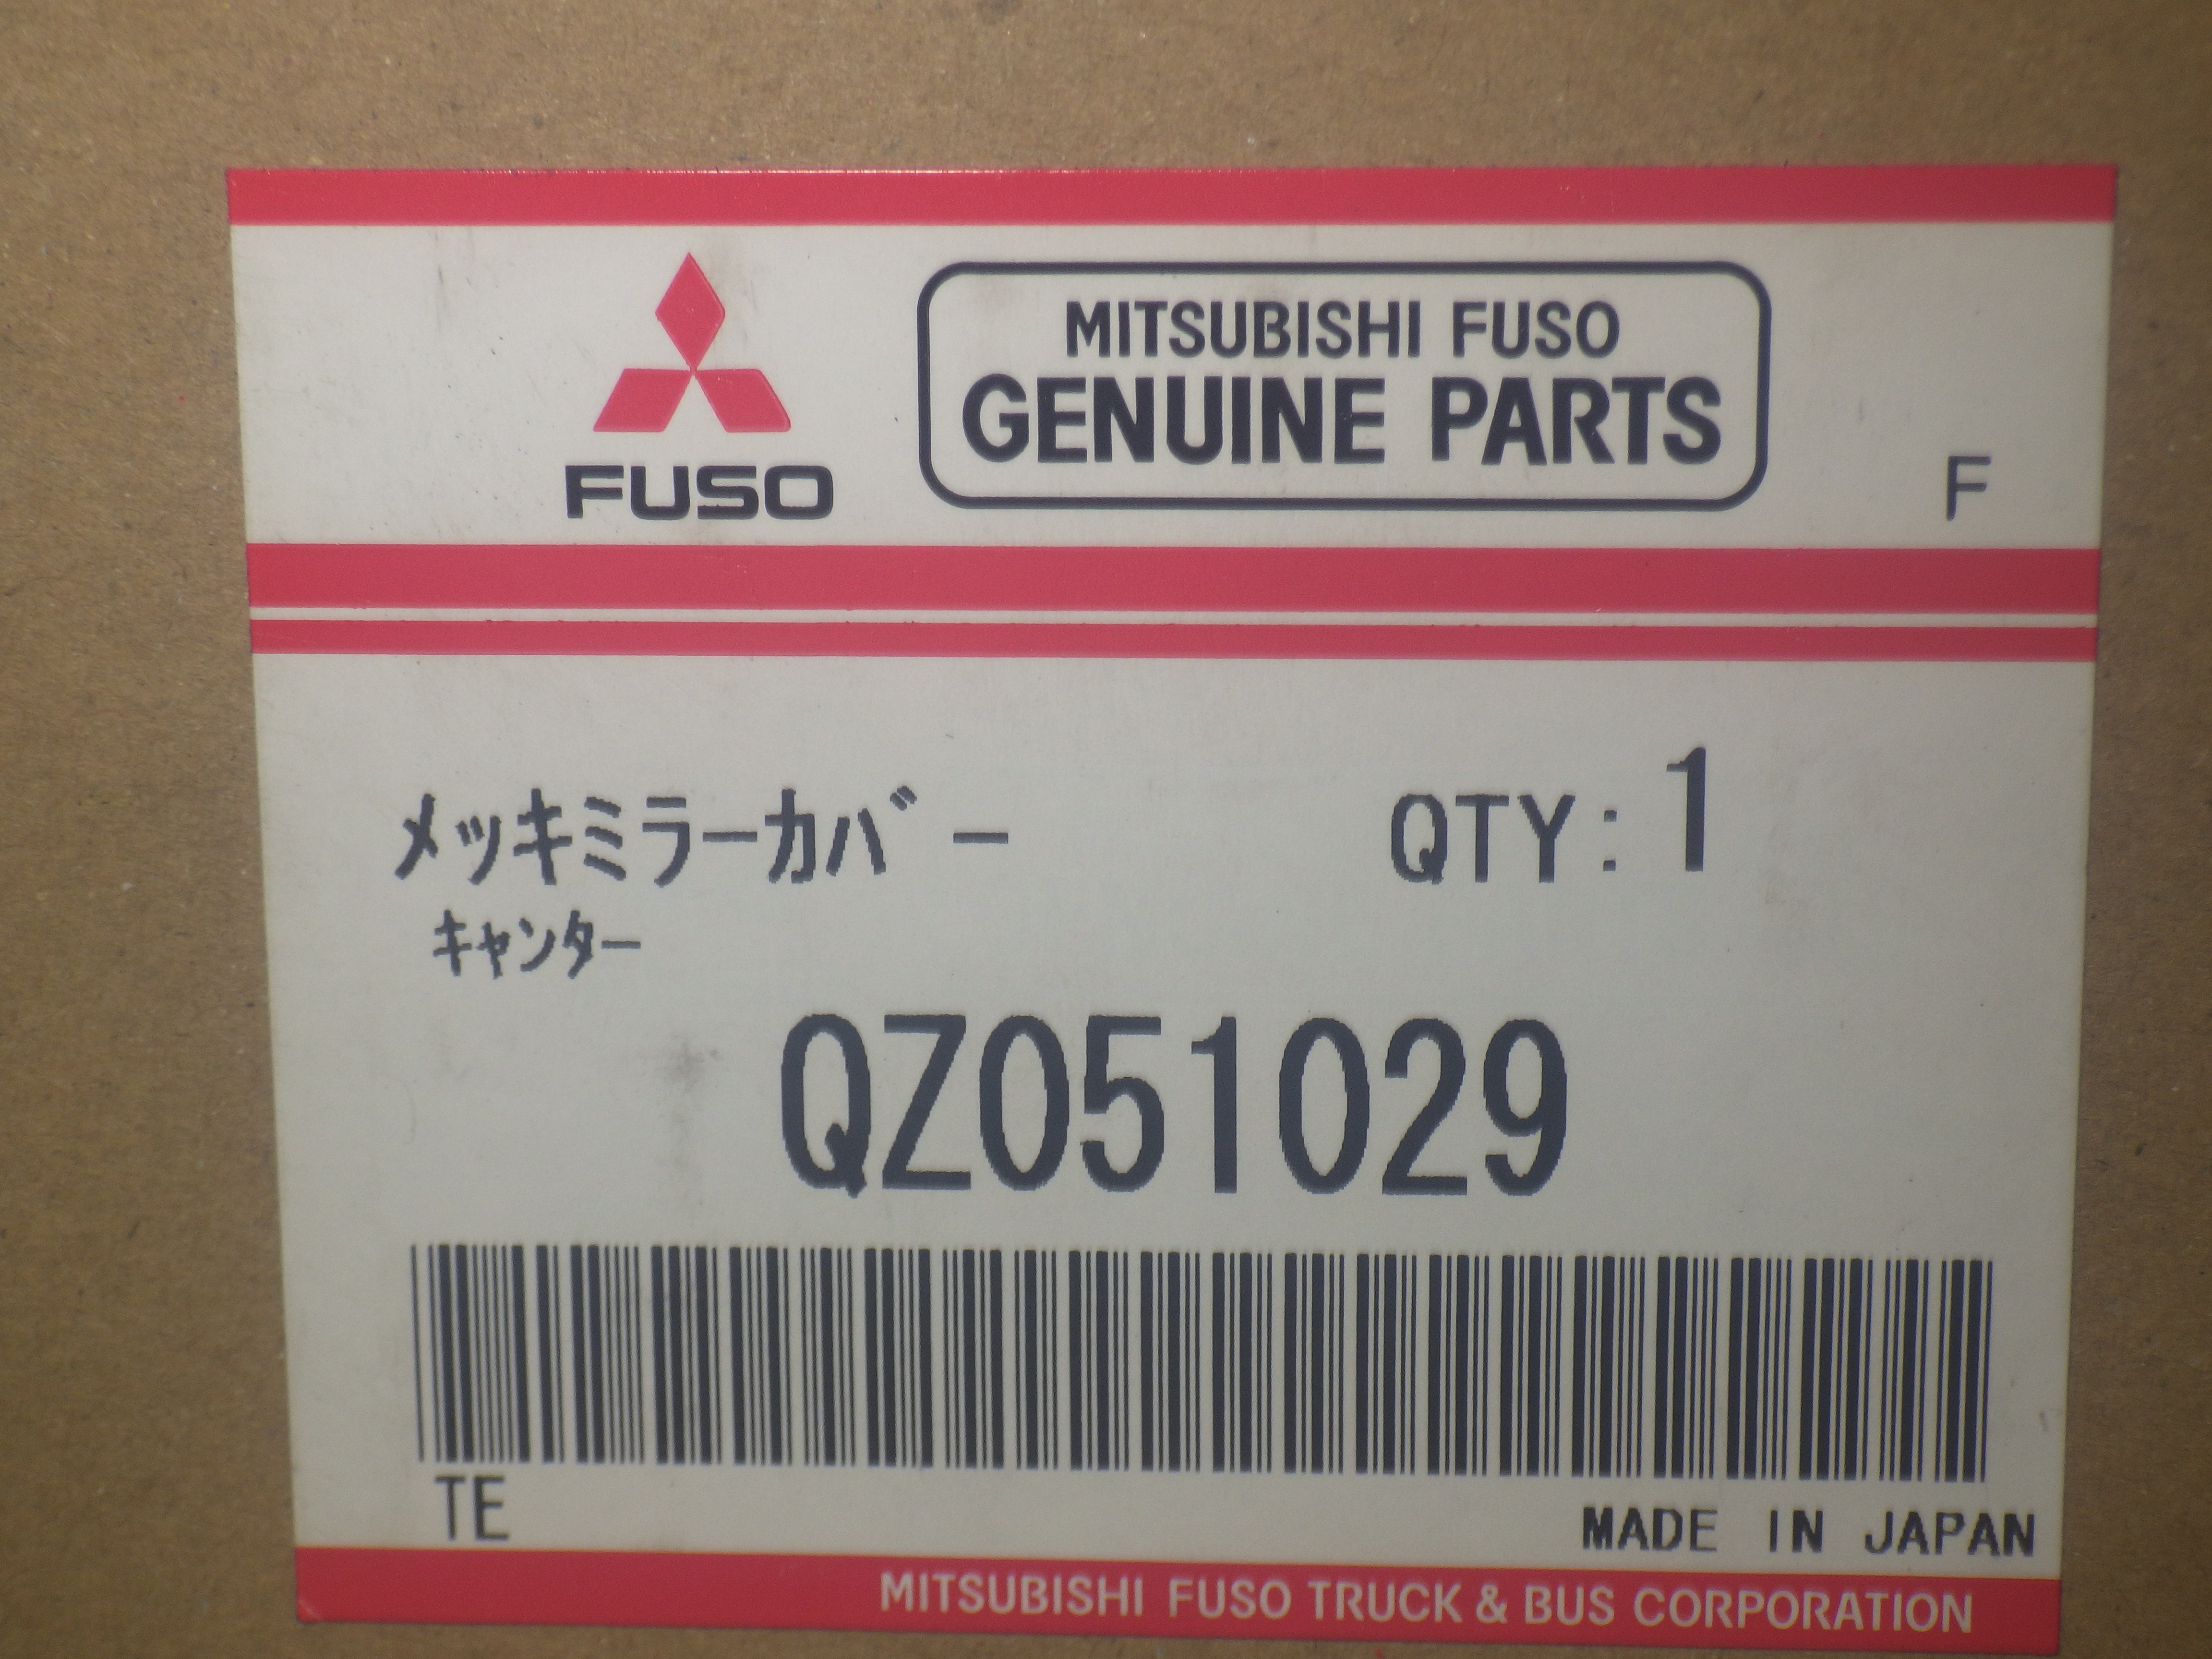 FUSO
MITSUBISHI FUSO
GENUINE PARTS
F
メッキミラーカバー
QTY:1
キャンター
QZ051029
TE
MADE IN JAPAN
MITSUBISHI FUSO TRUCK & BUS CORPORATION